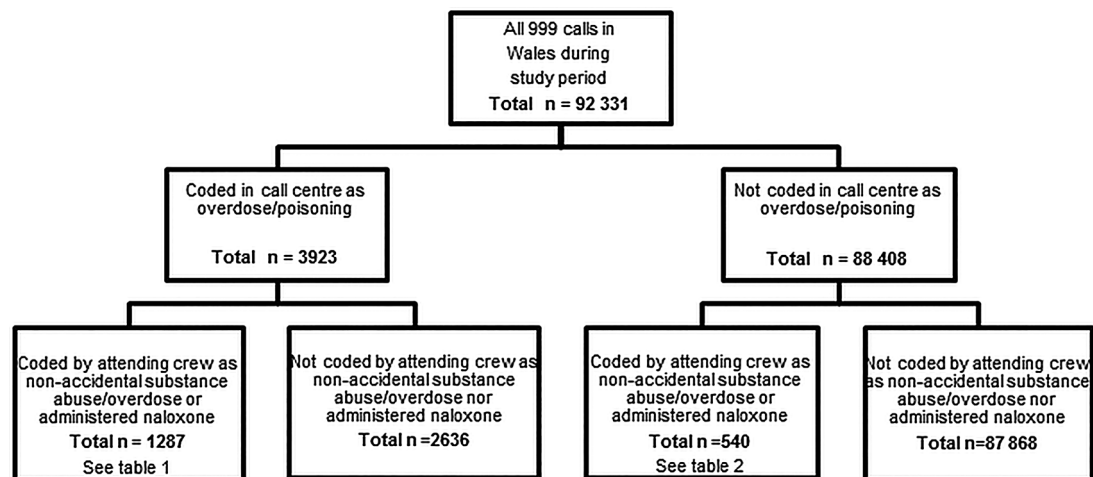 All 999 calls in
Wales during
study period
Total n = 92 331
Coded in call centre as
overdose/poisoning
Total n = 3923
Not coded in call centre as
overdose/poisoning
Total n = 88 408
Coded by attending crew as
non-accidental substance
abuse/overdose or
administered naloxone
Total n = 1287
See table 1
Not coded by attending crew as
non-accidental substance
abuse/overdose nor
administered naloxone
Total n =2636
Coded by attending crew as
non-accidental substance
abuse/overdose or
administered naloxone
Total n =540
See table 2
Not coded by attending crew
as non-accidental substance
abuse/overdose nor
administered naloxone
Total n=87 868